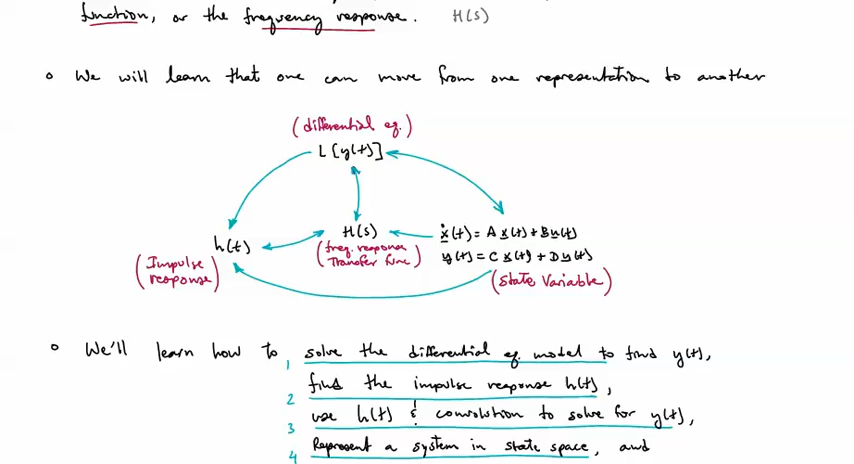 function, or the frequency response. H(s)
o We will learn that one can move from one representation to another
(differential eq.)
L[y(t)]
h(t)
(Impulse response)
H(s)
(freq. response Transfer func)
ẋ(t) = A x(t) + B u(t)
y(t) = C x(t) + D u(t)
(State Variable)
o We'll learn how to
1 solve the differential eq. model to find y(t),
2 find the impulse response h(t),
3 use h(t) & convolution to solve for y(t),
4 Represent a system in state space, and